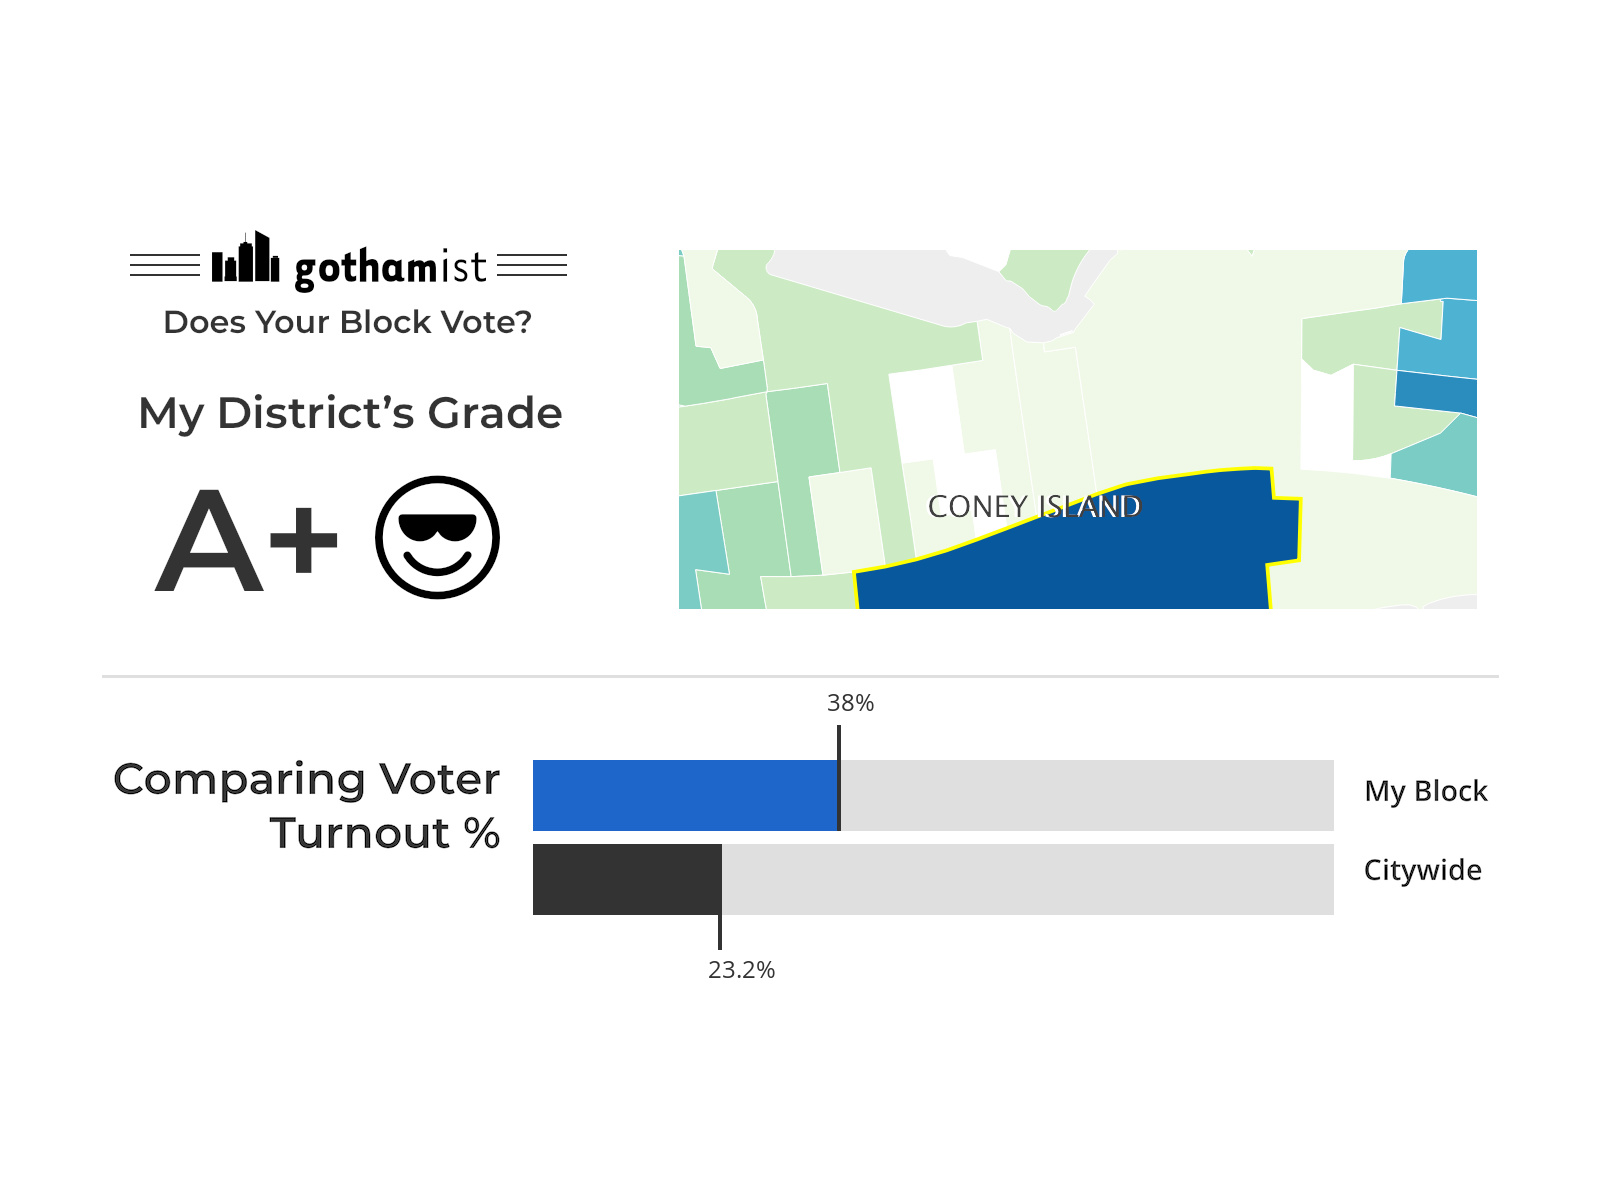 gothamist
Does Your Block Vote?
My District’s Grade
A+
CONEY ISLAND
38%
Comparing Voter
Turnout %
My Block
Citywide
23.2%